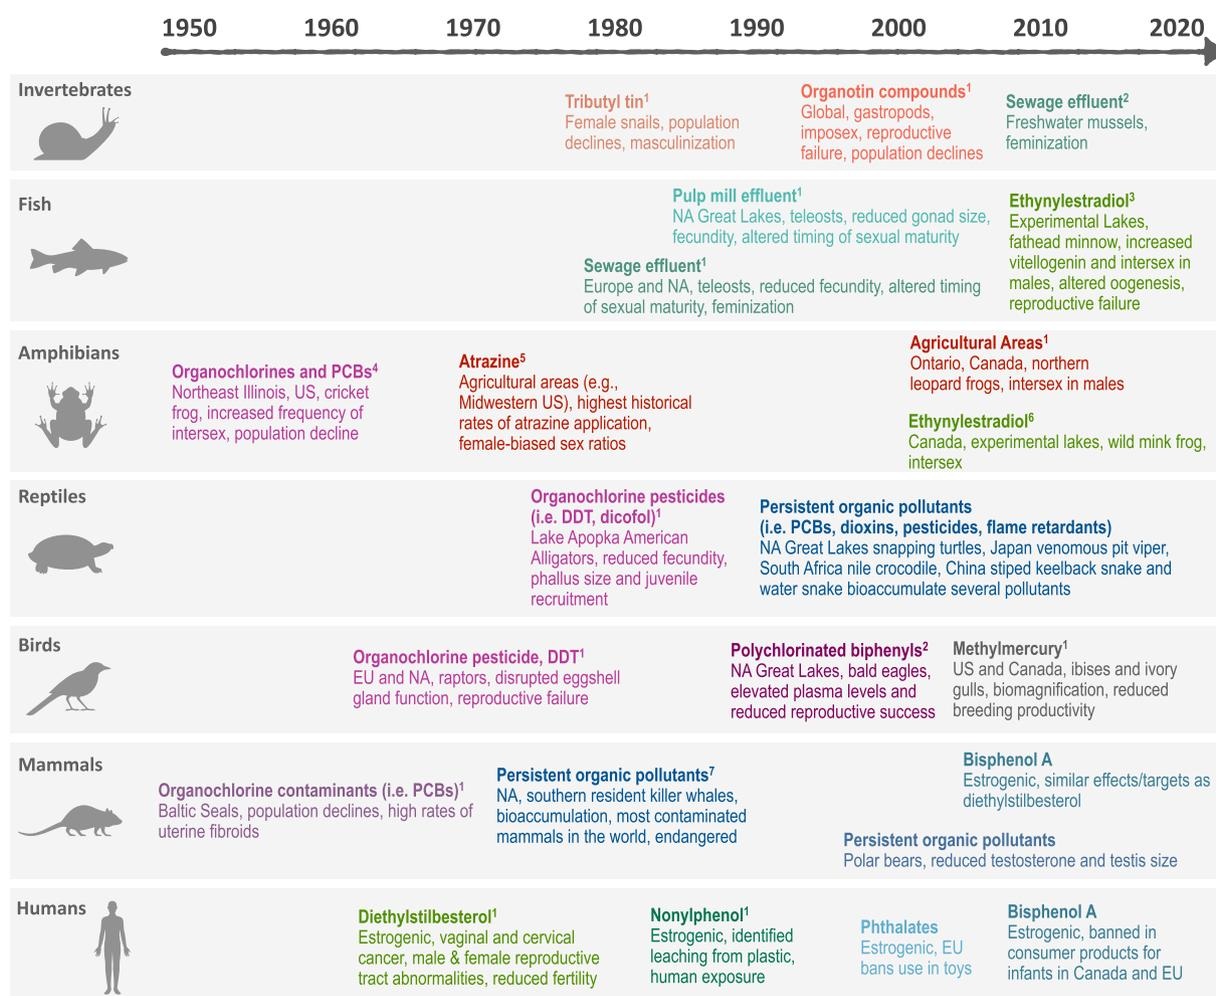 1950 1960 1970 1980 1990 2000 2010 2020
Invertebrates
Tributyl tin¹
Female snails, population
declines, masculinization
Organotin compounds¹
Global, gastropods,
imposex, reproductive
failure, population declines
Sewage effluent²
Freshwater mussels,
feminization
Fish
Pulp mill effluent¹
NA Great Lakes, teleosts, reduced gonad size,
fecundity, altered timing of sexual maturity
Sewage effluent¹
Europe and NA, teleosts, reduced fecundity, altered timing
of sexual maturity, feminization
Ethynylestradiol³
Experimental Lakes,
fathead minnow, increased
vitellogenin and intersex in
males, altered oogenesis,
reproductive failure
Amphibians
Organochlorines and PCBs⁴
Northeast Illinois, US, cricket
frog, increased frequency of
intersex, population decline
Atrazine⁵
Agricultural areas (e.g.,
Midwestern US), highest historical
rates of atrazine application,
female-biased sex ratios
Agricultural Areas¹
Ontario, Canada, northern
leopard frogs, intersex in males
Ethynylestradiol⁶
Canada, experimental lakes, wild mink frog,
intersex
Reptiles
Organochlorine pesticides
(i.e. DDT, dicofol)¹
Lake Apopka American
Alligators, reduced fecundity,
phallus size and juvenile
recruitment
Persistent organic pollutants
(i.e. PCBs, dioxins, pesticides, flame retardants)
NA Great Lakes snapping turtles, Japan venomous pit viper,
South Africa nile crocodile, China stiped keelback snake and
water snake bioaccumulate several pollutants
Birds
Organochlorine pesticide, DDT¹
EU and NA, raptors, disrupted eggshell
gland function, reproductive failure
Polychlorinated biphenyls²
NA Great Lakes, bald eagles,
elevated plasma levels and
reduced reproductive success
Methylmercury¹
US and Canada, ibises and ivory
gulls, biomagnification, reduced
breeding productivity
Mammals
Organochlorine contaminants (i.e. PCBs)¹
Baltic Seals, population declines, high rates of
uterine fibroids
Persistent organic pollutants⁷
NA, southern resident killer whales,
bioaccumulation, most contaminated
mammals in the world, endangered
Bisphenol A
Estrogenic, similar effects/targets as
diethylstilbesterol
Persistent organic pollutants
Polar bears, reduced testosterone and testis size
Humans
Diethylstilbesterol¹
Estrogenic, vaginal and cervical
cancer, male & female reproductive
tract abnormalities, reduced fertility
Nonylphenol¹
Estrogenic, identified
leaching from plastic,
human exposure
Phthalates
Estrogenic, EU
bans use in toys
Bisphenol A
Estrogenic, banned in
consumer products for
infants in Canada and EU